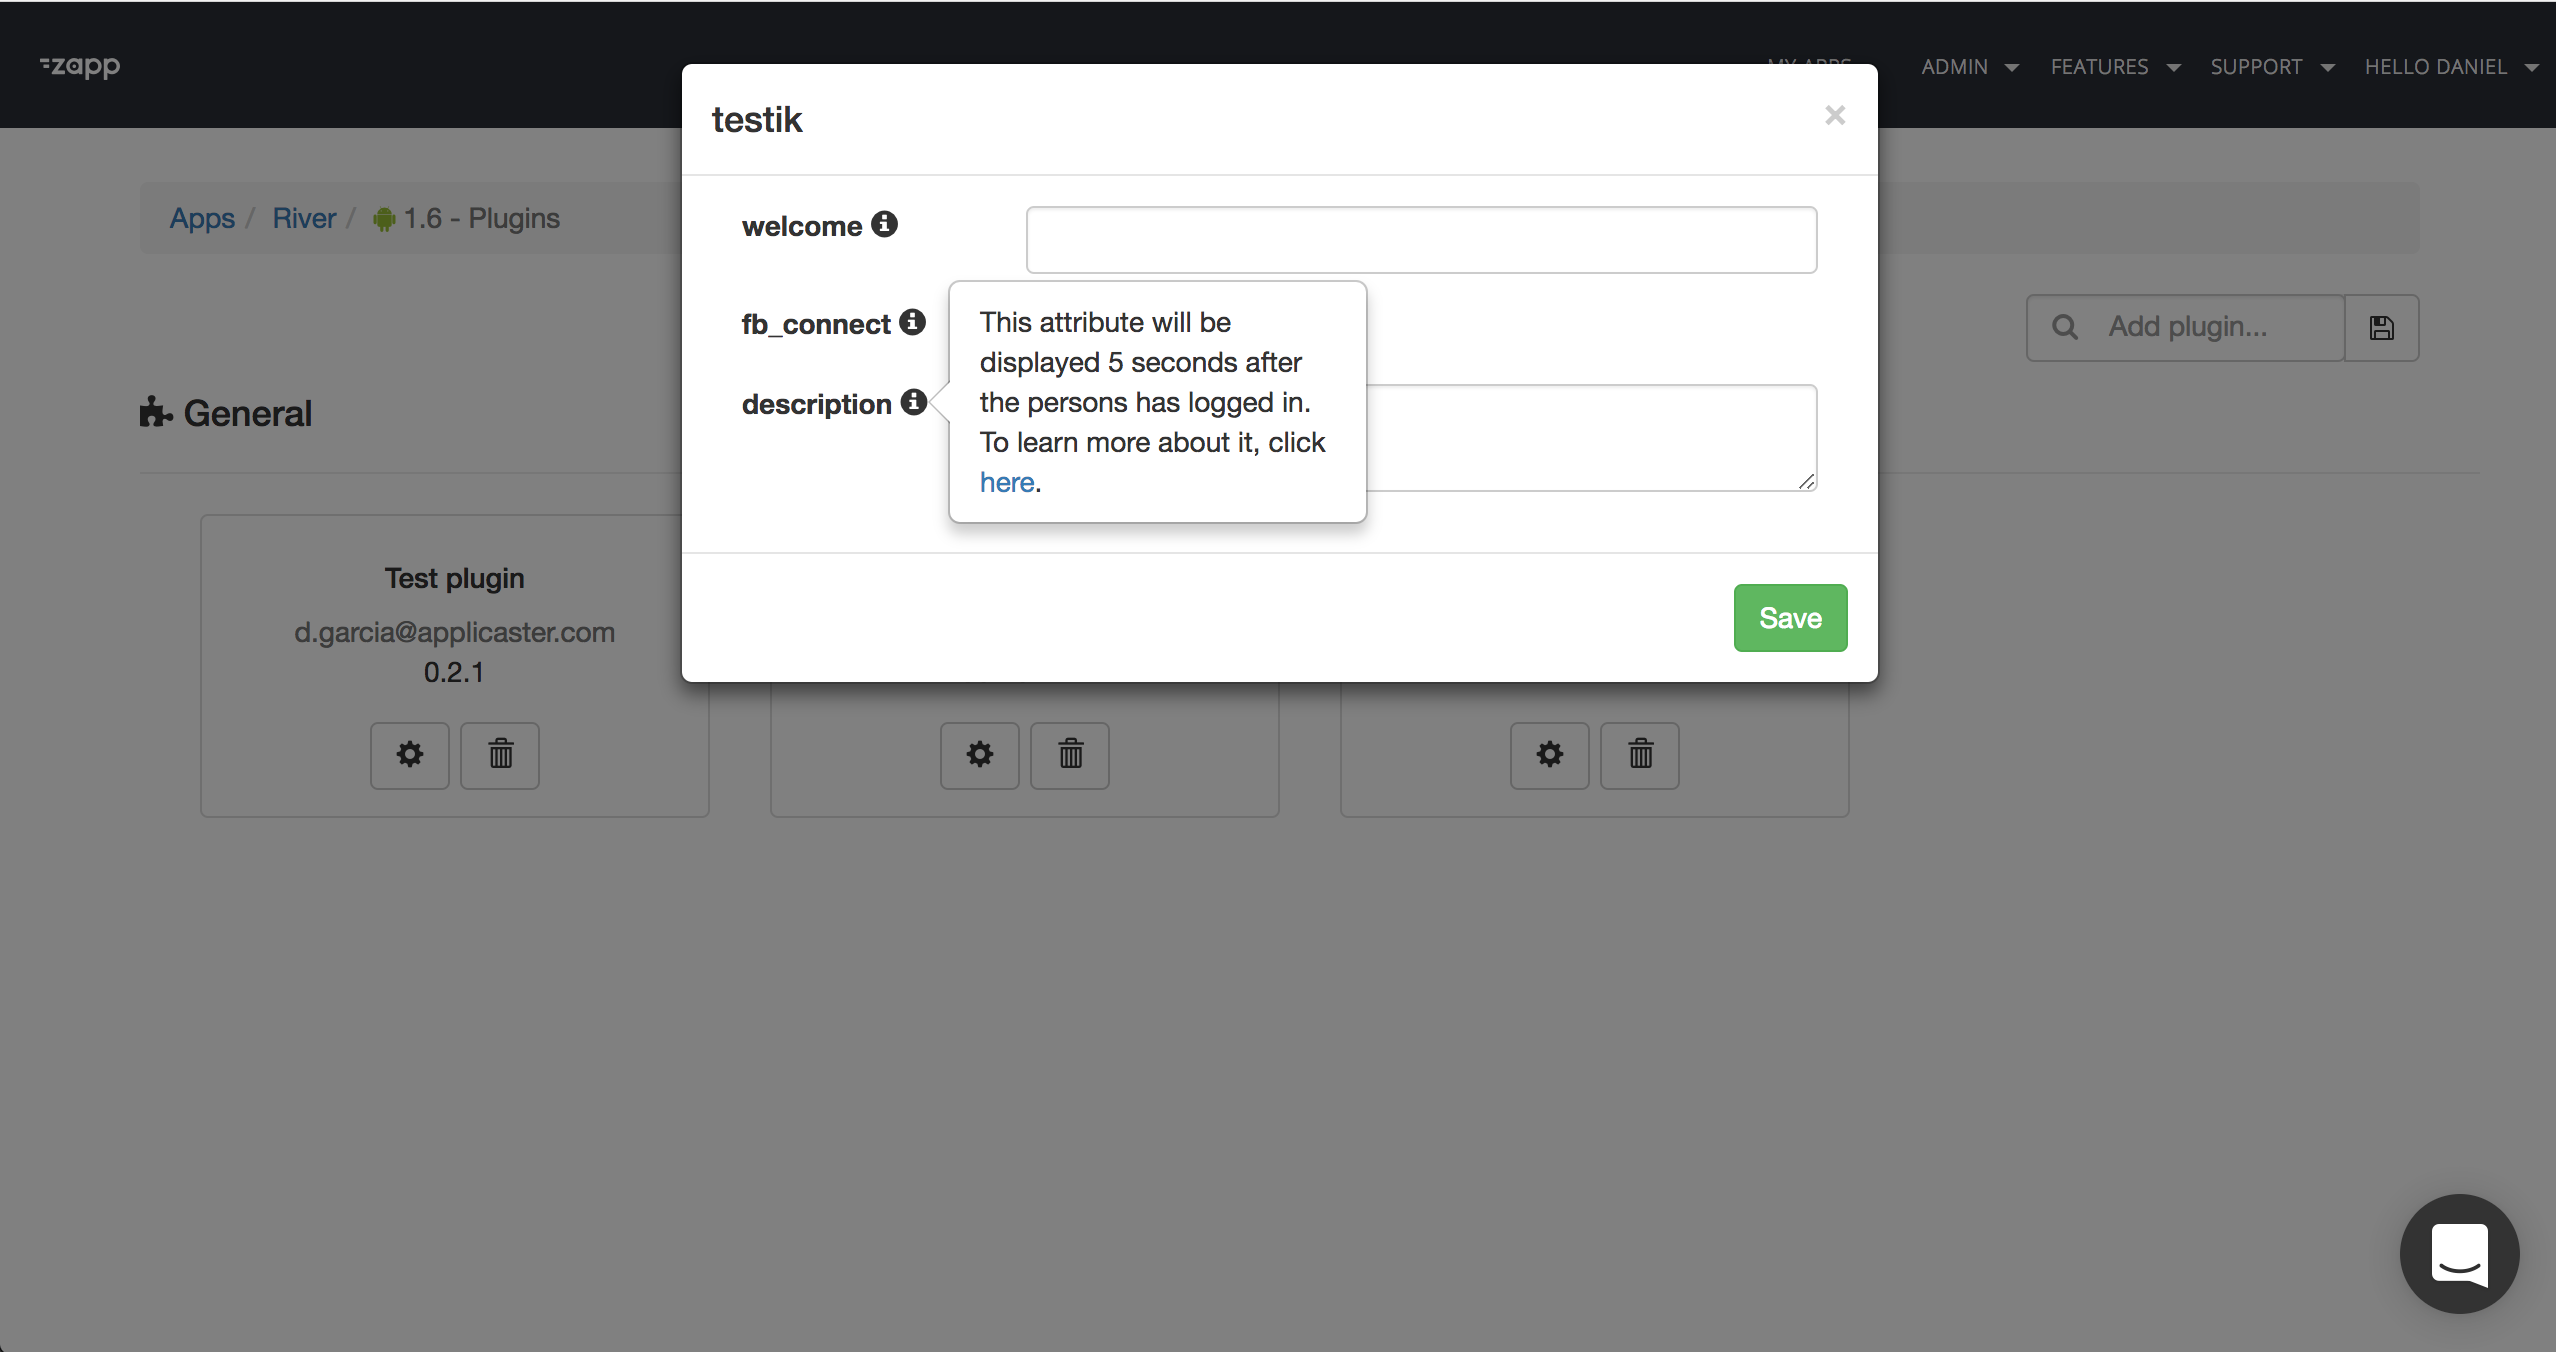 zapp
MY APPS
ADMIN
FEATURES
SUPPORT
HELLO DANIEL
testik
×
Apps / River / 1.6 - Plugins
welcome
fb_connect
description
This attribute will be
displayed 5 seconds after
the persons has logged in.
To learn more about it, click
here.
Add plugin...
General
Save
Test plugin
d.garcia@applicaster.com
0.2.1